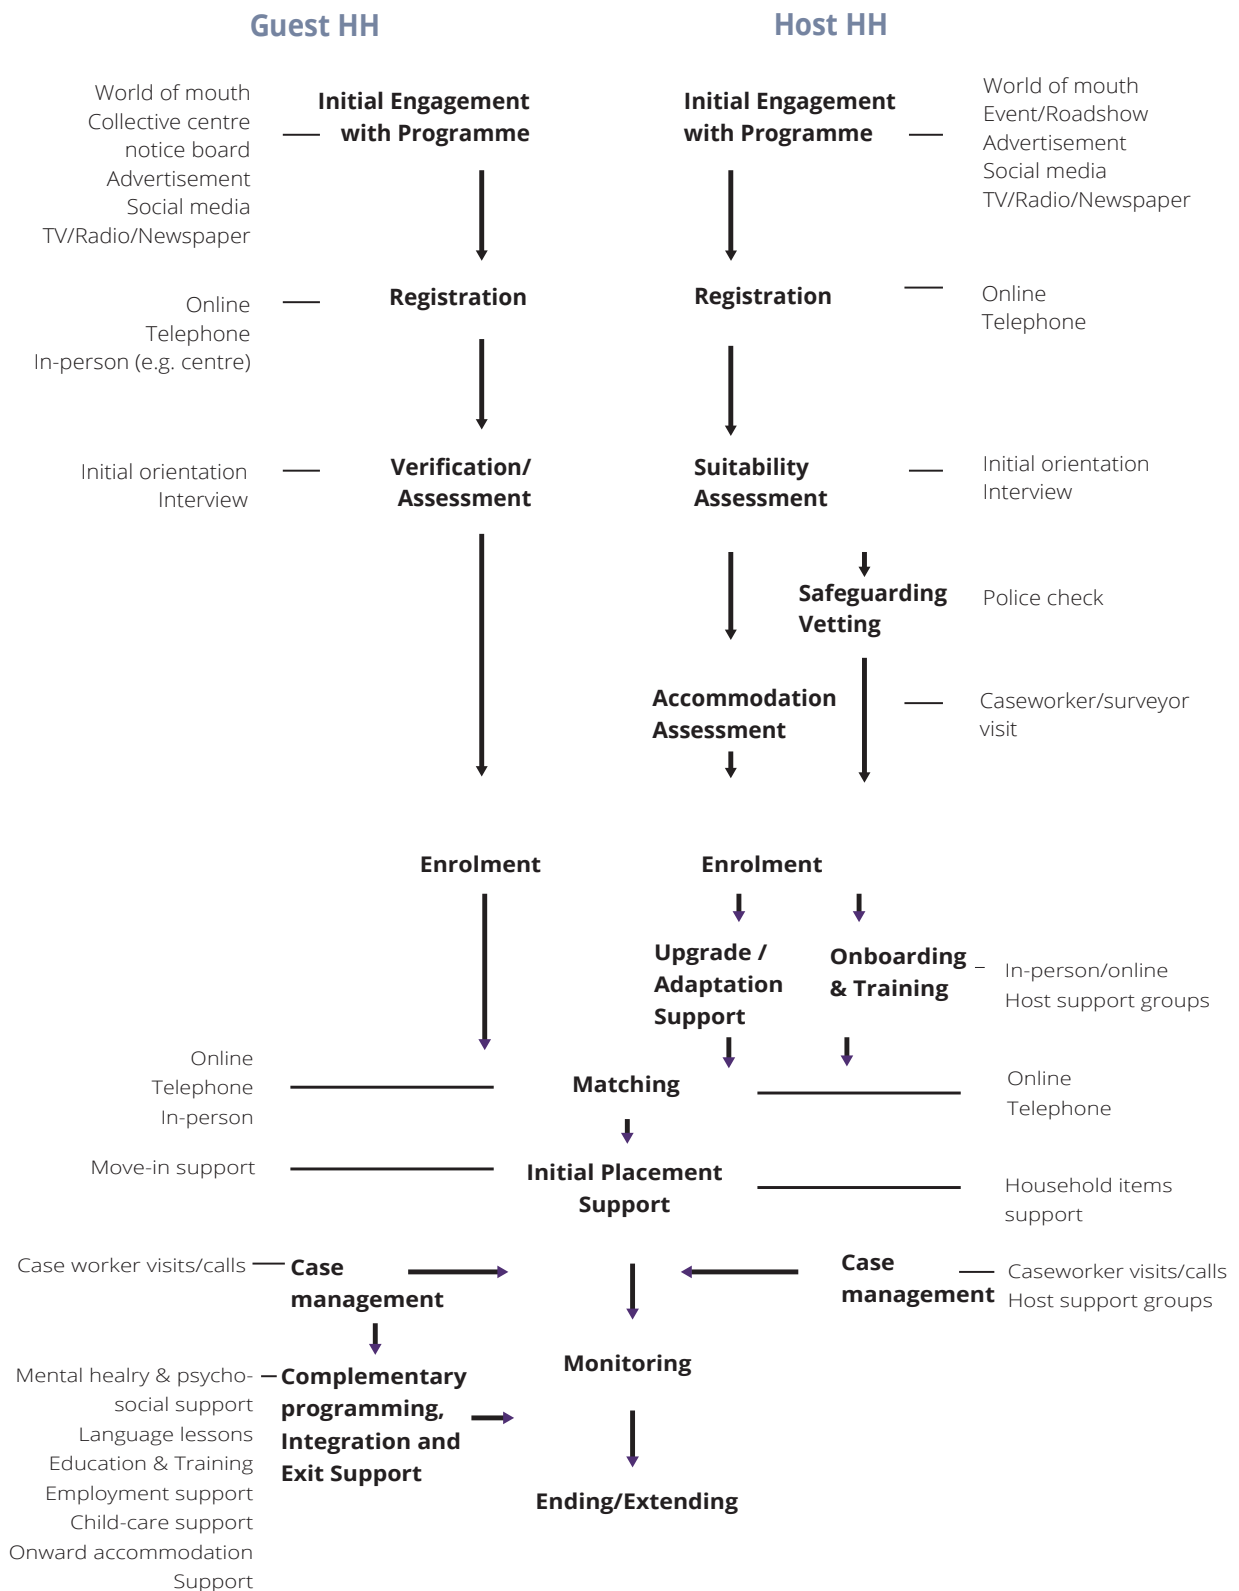 Guest HH
Host HH
World of mouth
Collective centre
notice board
Advertisement
Social media
TV/Radio/Newspaper
Initial Engagement
with Programme
Initial Engagement
with Programme
World of mouth
Event/Roadshow
Advertisement
Social media
TV/Radio/Newspaper
Online
Telephone
In-person (e.g. centre)
Registration
Registration
Online
Telephone
Initial orientation
Interview
Verification/
Assessment
Suitability
Assessment
Initial orientation
Interview
Safeguarding
Vetting
Police check
Accommodation
Assessment
Caseworker/surveyor
visit
Enrolment
Enrolment
Upgrade /
Adaptation
Support
Onboarding
& Training
In-person/online
Host support groups
Online
Telephone
In-person
Matching
Online
Telephone
Move-in support
Initial Placement
Support
Household items
support
Case worker visits/calls
Case
management
Case
management
Caseworker visits/calls
Host support groups
Monitoring
Mental healry & psycho-
social support
Language lessons
Education & Training
Employment support
Child-care support
Onward accommodation
Support
Complementary
programming,
Integration and
Exit Support
Ending/Extending